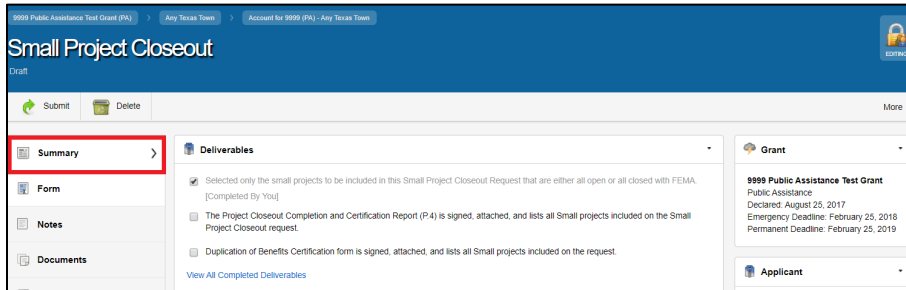 9999 Public Assistance Test Grant (PA) > Any Texas Town > Account for 9999 (PA) - Any Texas Town
Small Project Closeout
Draft
EDITING
Submit Delete More
Summary
Form
Notes
Documents
Deliverables
Selected only the small projects to be included in this Small Project Closeout Request that are either all open or all closed with FEMA.
[Completed By You]
The Project Closeout Completion and Certification Report (P.4) is signed, attached, and lists all Small projects included on the Small
Project Closeout request.
Duplication of Benefits Certification form is signed, attached, and lists all Small projects included on the request.
View All Completed Deliverables
Grant
9999 Public Assistance Test Grant
Public Assistance
Declared: August 25, 2017
Emergency Deadline: February 25, 2018
Permanent Deadline: February 25, 2019
Applicant